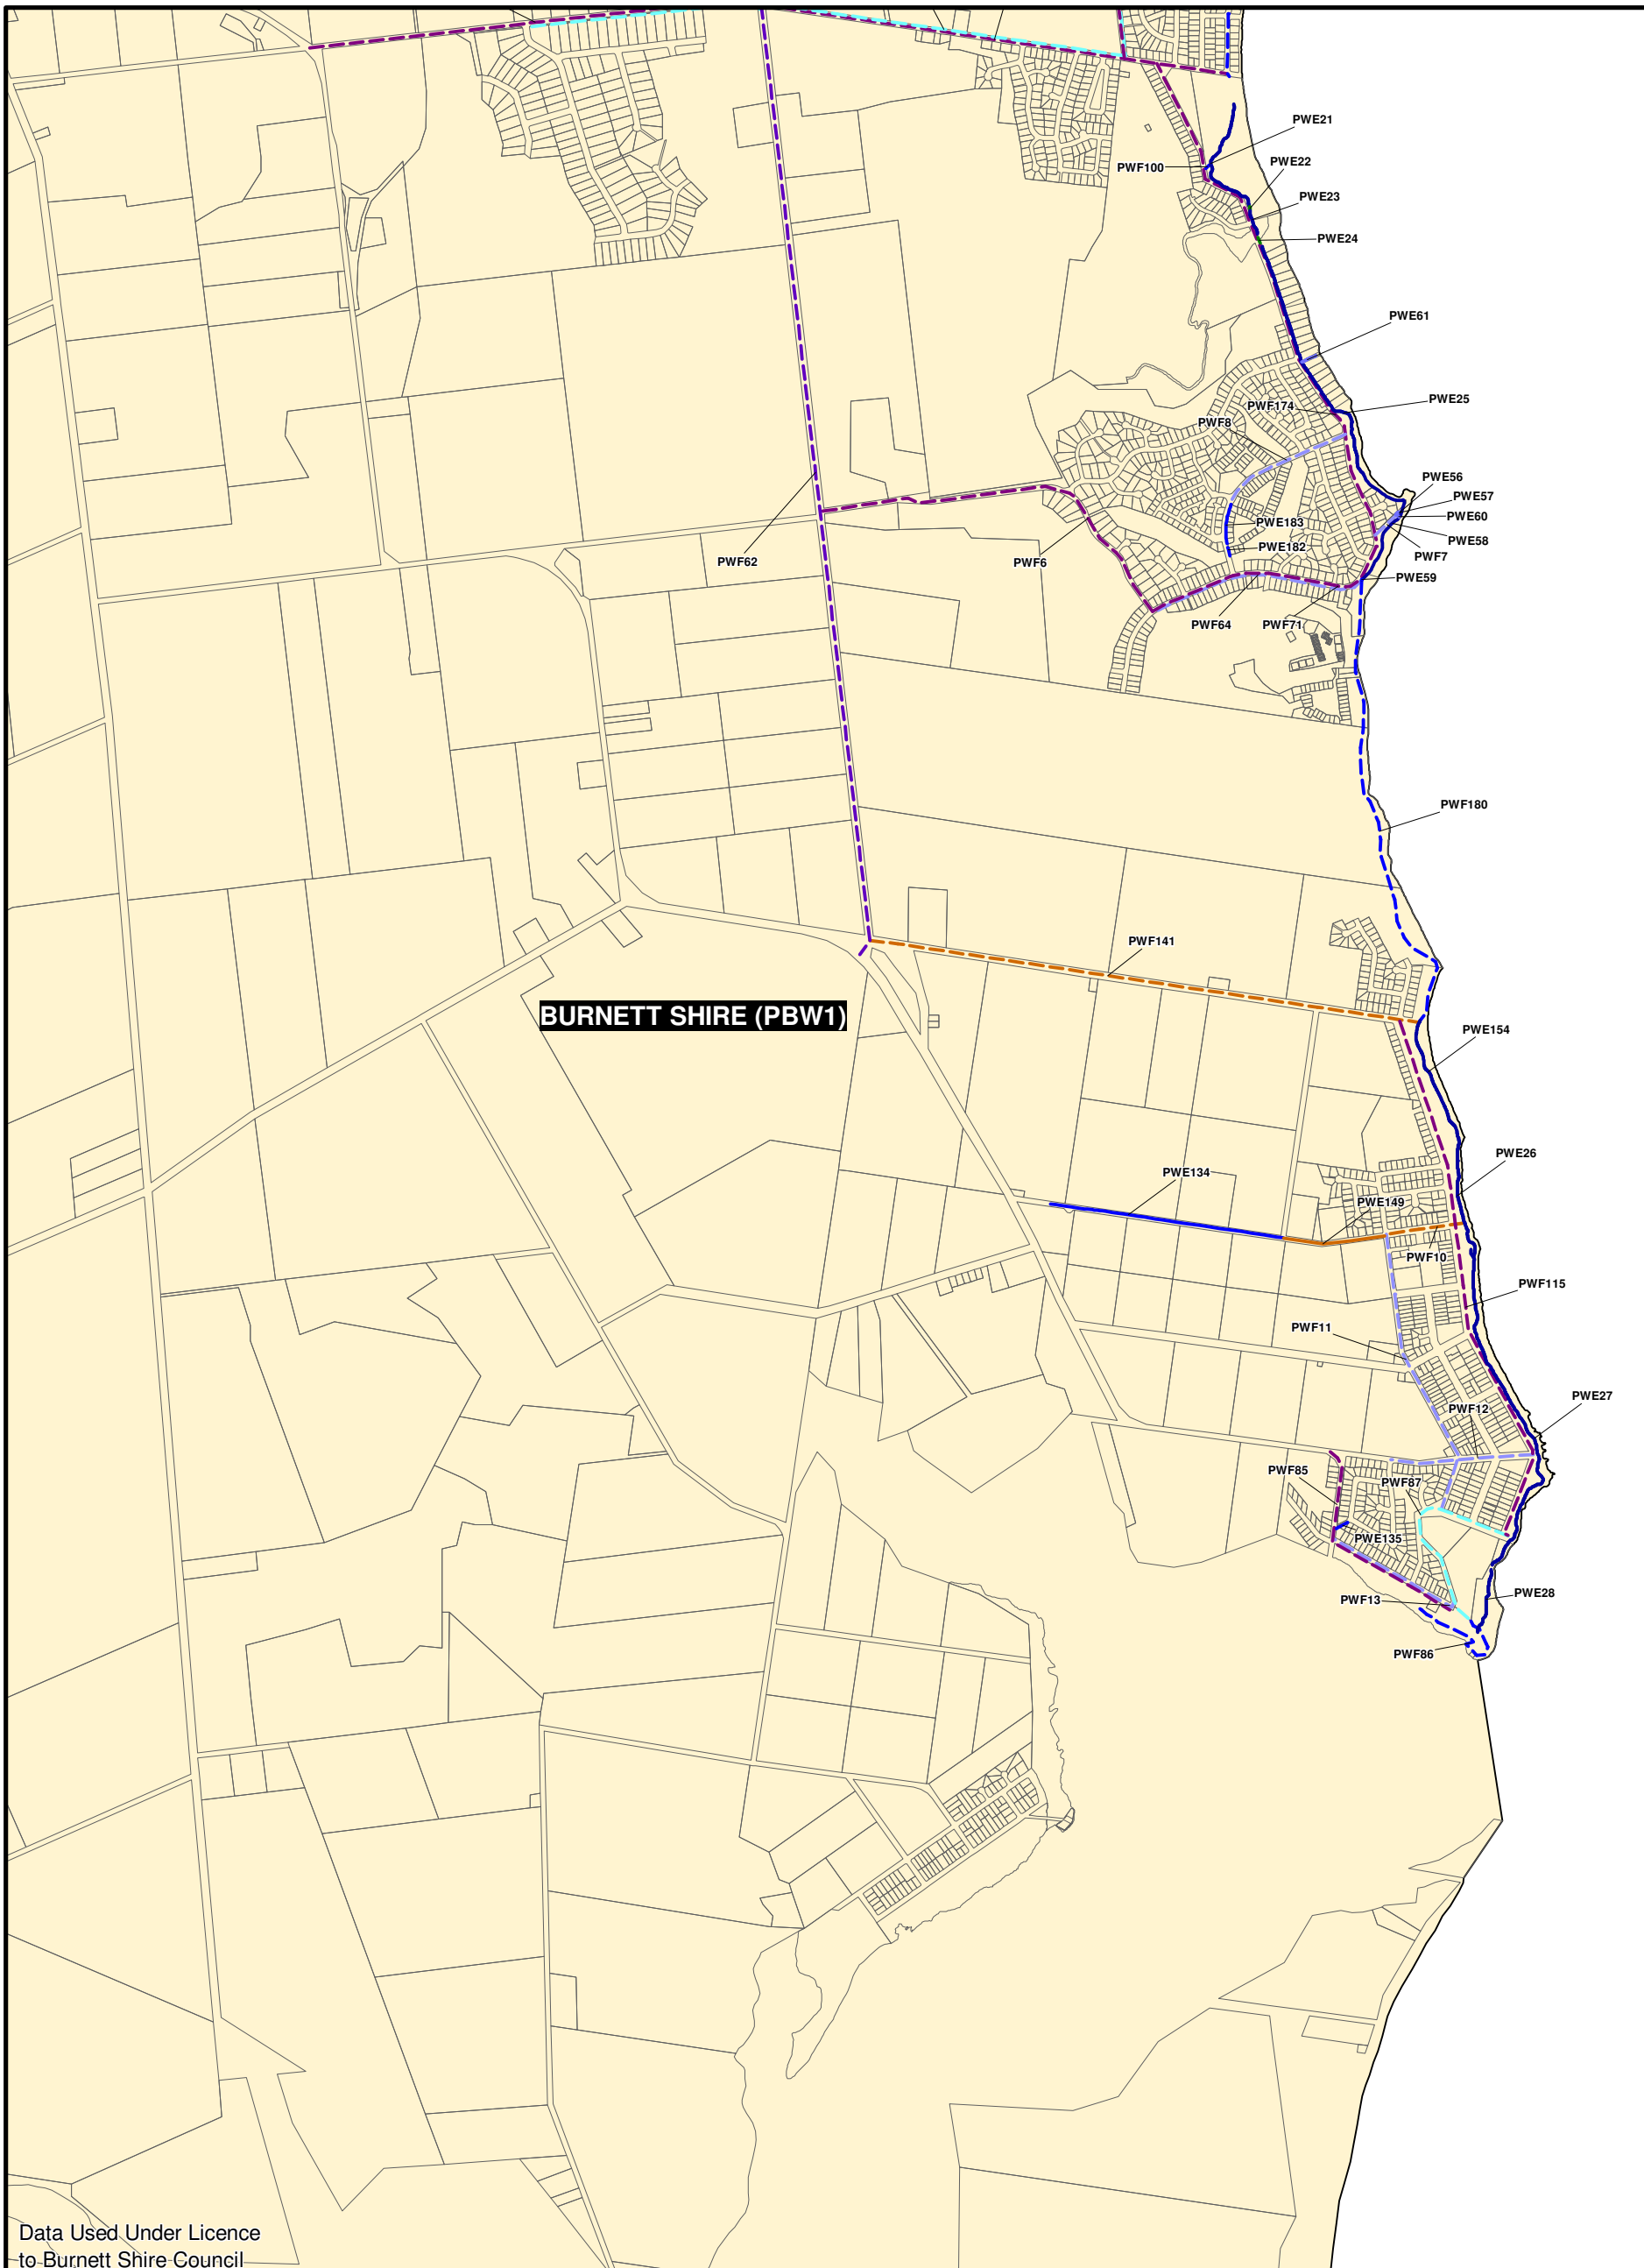 PWE21
PWE22
PWF100
PWE23
PWE24
PWE61
PWE25
PWF174
PWF8
PWE56
PWE57
PWE60
PWE183
PWE58
PWE182
PWF7
PWF62
PWF6
PWE59
PWF64
PWF71
PWF180
PWF141
BURNETT SHIRE (PBW1)
PWE154
PWE26
PWE134
PWE149
PWF10
PWF115
PWF11
PWE27
PWF12
PWF85
PWF87
PWE135
PWE28
PWF13
PWF86
Data Used Under Licence
to Burnett Shire Council